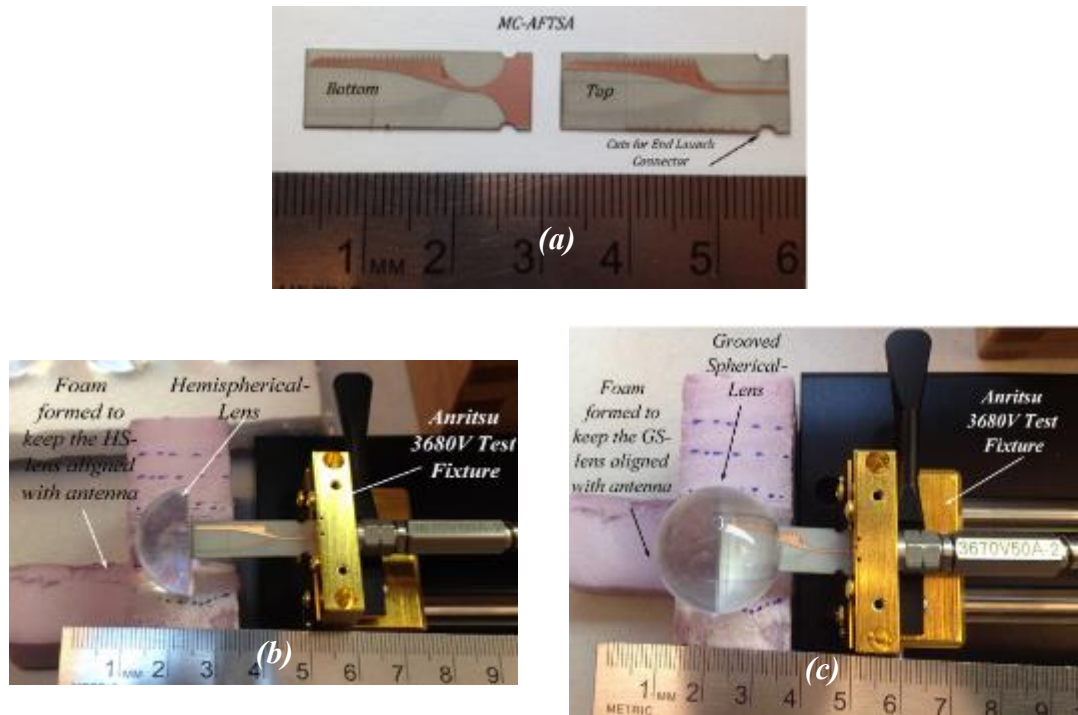 MC-AFTSA
Bottom
Top
Cuts for End Launch
Connector
(a)
1 MM 2 3 4 5 6
Foam
formed to
keep the HS-
lens aligned
with antenna
Hemispherical-
Lens
Anritsu
3680V Test
Fixture
(b)
1 MM 2 3 4 5 6 7 8 9
Grooved
Spherical-
Lens
Foam
formed to
keep the GS-
lens aligned
with antenna
Anritsu
3680V Test
Fixture
3670V50A-2
(c)
1 MM 2 3 4 5 6 7 8 9
METRIC